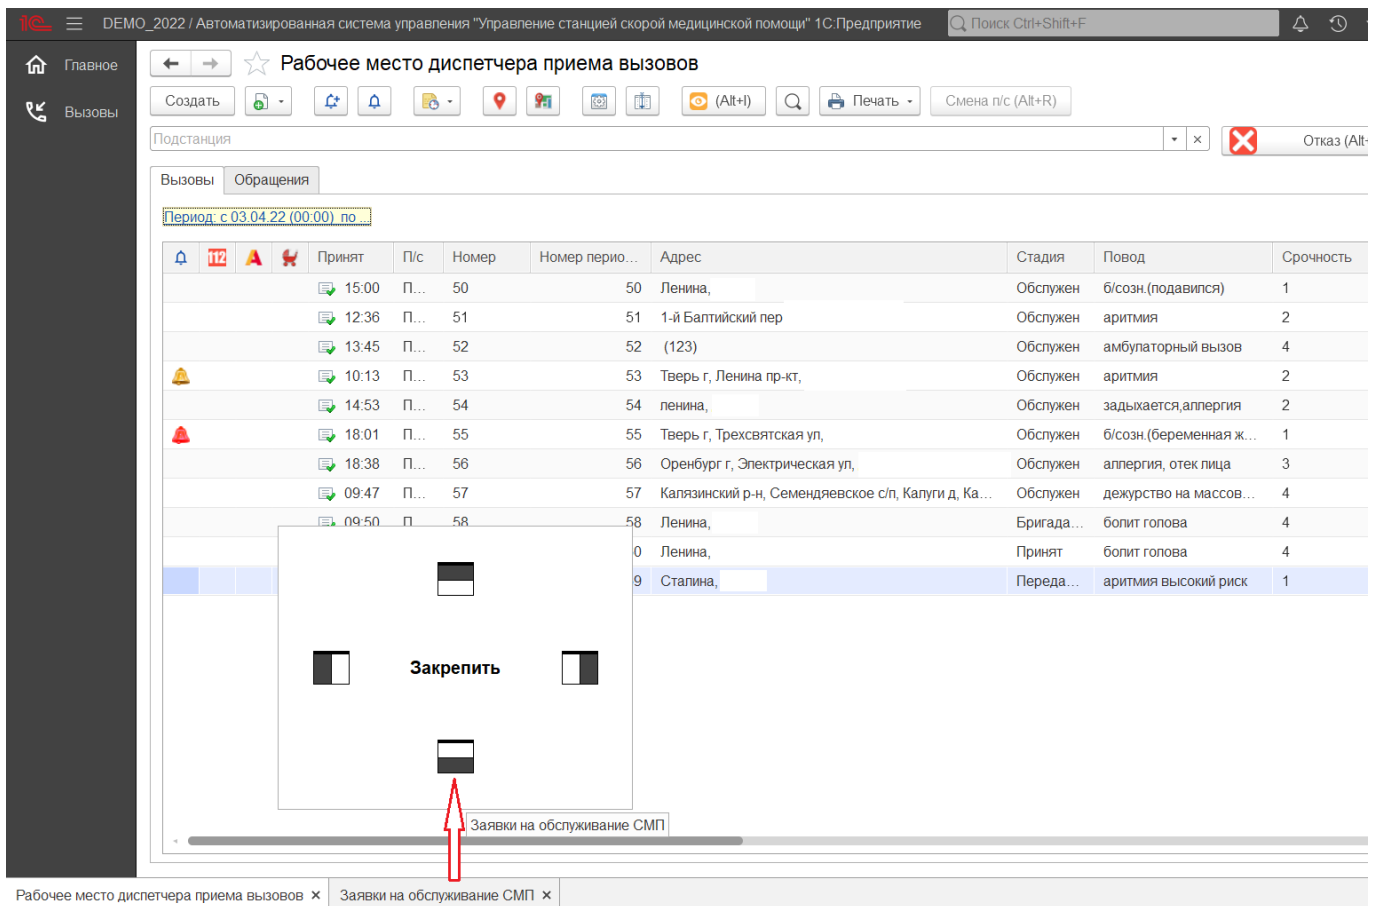 1С DEMO_2022 / Автоматизированная система управления "Управление станцией скорой медицинской помощи" 1С:Предприятие Поиск Ctrl+Shift+F
Главное
Вызовы
Рабочее место диспетчера приема вызовов
Создать (Alt+I) Печать Смена п/с (Alt+R)
Подстанция Отказ (Alt+
Вызовы Обращения
Период: с 03.04.22 (00:00) по ...
112 А Принят П/с Номер Номер перио... Адрес Стадия Повод Срочность
15:00 П... 50 50 Ленина, Обслужен б/созн.(подавился) 1
12:36 П... 51 51 1-й Балтийский пер Обслужен аритмия 2
13:45 П... 52 52 (123) Обслужен амбулаторный вызов 4
10:13 П... 53 53 Тверь г, Ленина пр-кт, Обслужен аритмия 2
14:53 П... 54 54 ленина, Обслужен задыхается,аллергия 2
18:01 П... 55 55 Тверь г, Трехсвятская ул, Обслужен б/созн.(беременная ж... 1
18:38 П... 56 56 Оренбург г, Электрическая ул, Обслужен аллергия, отек лица 3
09:47 П... 57 57 Калязинский р-н, Семендяевское с/п, Калуги д, Ка... Обслужен дежурство на массов... 4
09:50 П 58 58 Ленина, Бригада... болит голова 4
0 Ленина, Принят болит голова 4
9 Сталина, Переда... аритмия высокий риск 1
Закрепить
Заявки на обслуживание СМП
Рабочее место диспетчера приема вызовов × Заявки на обслуживание СМП ×